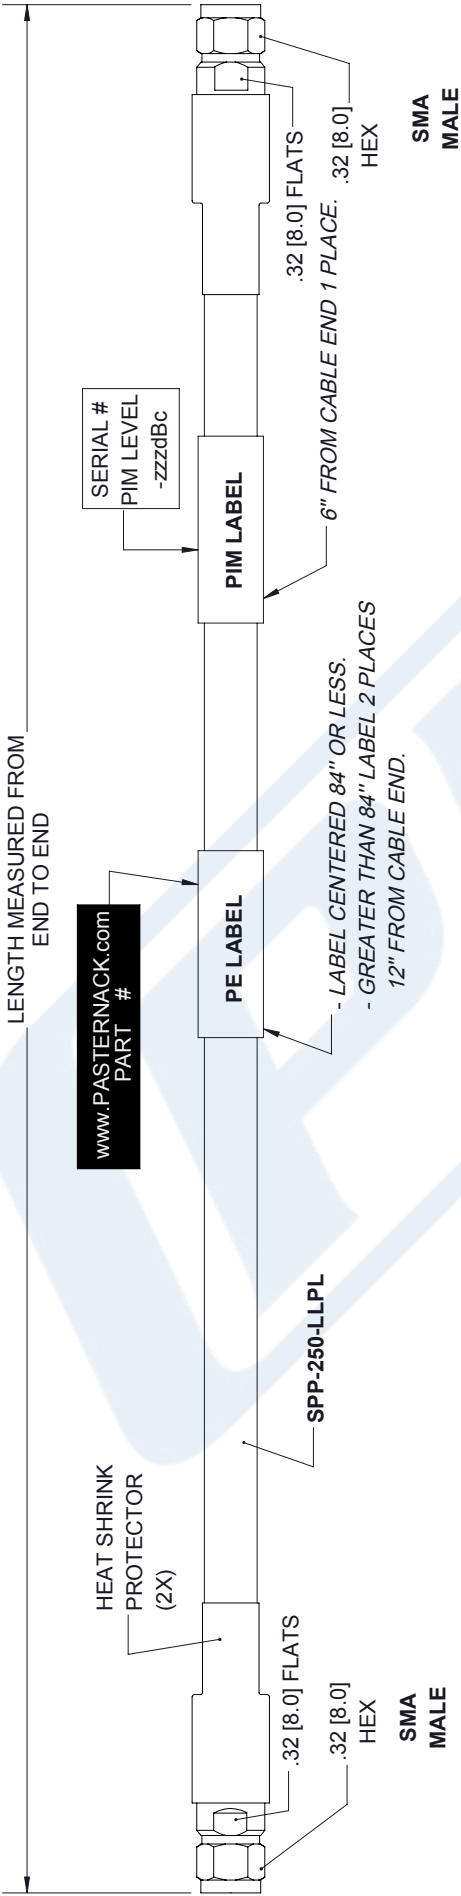 LENGTH MEASURED FROM
END TO END
www.PASTERNACK.com
PART #
SERIAL #
PIM LEVEL
-zzzdBc
HEAT SHRINK
PROTECTOR
(2X)
PE LABEL
PIM LABEL
.32 [8.0] FLATS
.32 [8.0]
HEX
SMA
MALE
SPP-250-LLPL
- LABEL CENTERED 84" OR LESS.
- GREATER THAN 84" LABEL 2 PLACES
12" FROM CABLE END.
6" FROM CABLE END 1 PLACE.
.32 [8.0] FLATS
.32 [8.0]
HEX
SMA
MALE